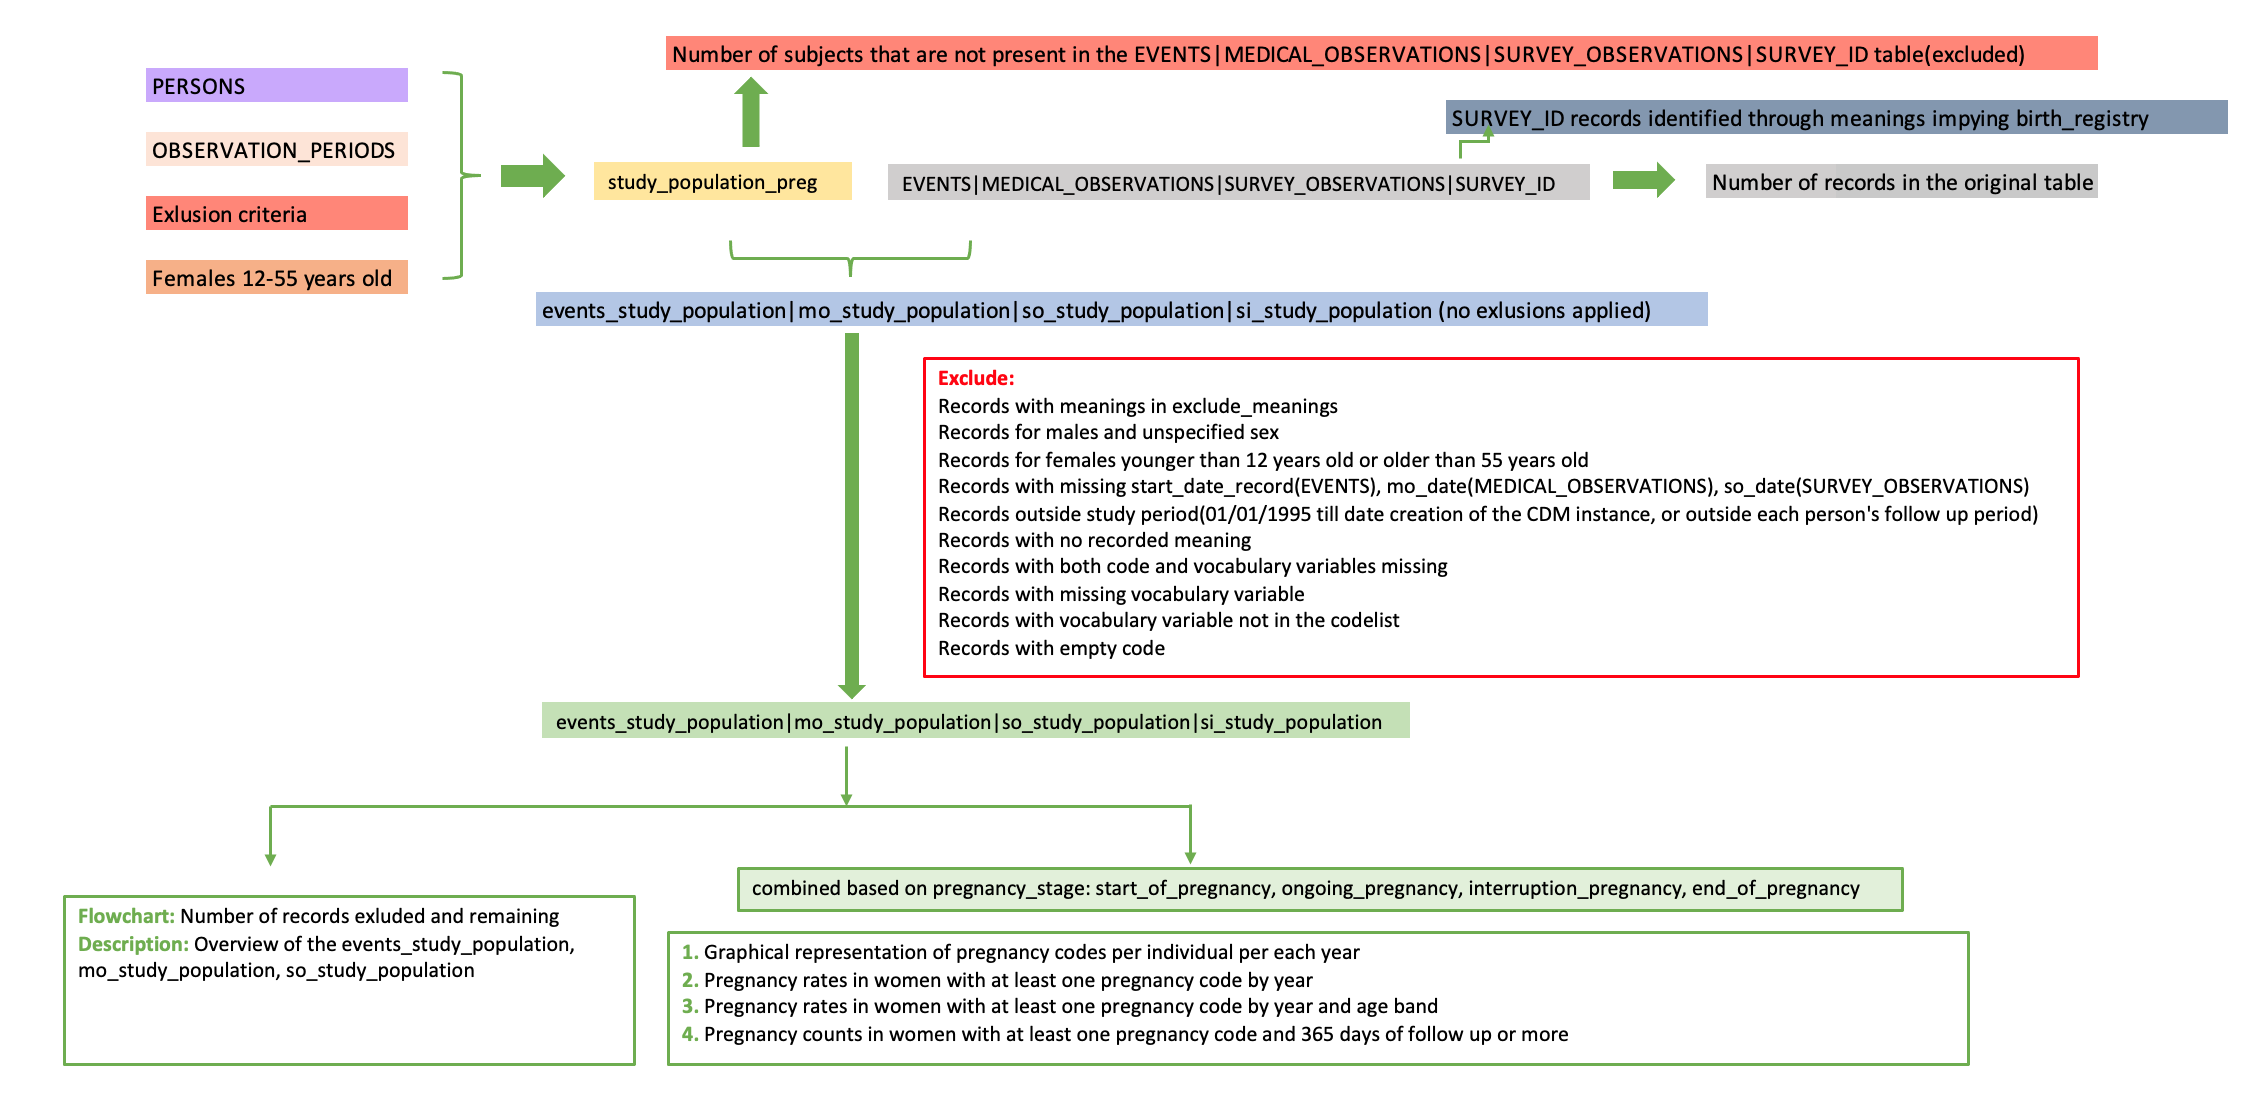 Number of subjects that are not present in the EVENTS|MEDICAL_OBSERVATIONS|SURVEY_OBSERVATIONS|SURVEY_ID table(excluded)
PERSONS
OBSERVATION_PERIODS
Exlusion criteria
Females 12-55 years old
SURVEY_ID records identified through meanings impying birth_registry
study_population_preg
EVENTS|MEDICAL_OBSERVATIONS|SURVEY_OBSERVATIONS|SURVEY_ID
Number of records in the original table
events_study_population|mo_study_population|so_study_population|si_study_population (no exlusions applied)
Exclude:
Records with meanings in exclude_meanings
Records for males and unspecified sex
Records for females younger than 12 years old or older than 55 years old
Records with missing start_date_record(EVENTS), mo_date(MEDICAL_OBSERVATIONS), so_date(SURVEY_OBSERVATIONS)
Records outside study period(01/01/1995 till date creation of the CDM instance, or outside each person's follow up period)
Records with no recorded meaning
Records with both code and vocabulary variables missing
Records with missing vocabulary variable
Records with vocabulary variable not in the codelist
Records with empty code
events_study_population|mo_study_population|so_study_population|si_study_population
Flowchart: Number of records exluded and remaining
Description: Overview of the events_study_population,
mo_study_population, so_study_population
combined based on pregnancy_stage: start_of_pregnancy, ongoing_pregnancy, interruption_pregnancy, end_of_pregnancy
1. Graphical representation of pregnancy codes per individual per each year
2. Pregnancy rates in women with at least one pregnancy code by year
3. Pregnancy rates in women with at least one pregnancy code by year and age band
4. Pregnancy counts in women with at least one pregnancy code and 365 days of follow up or more